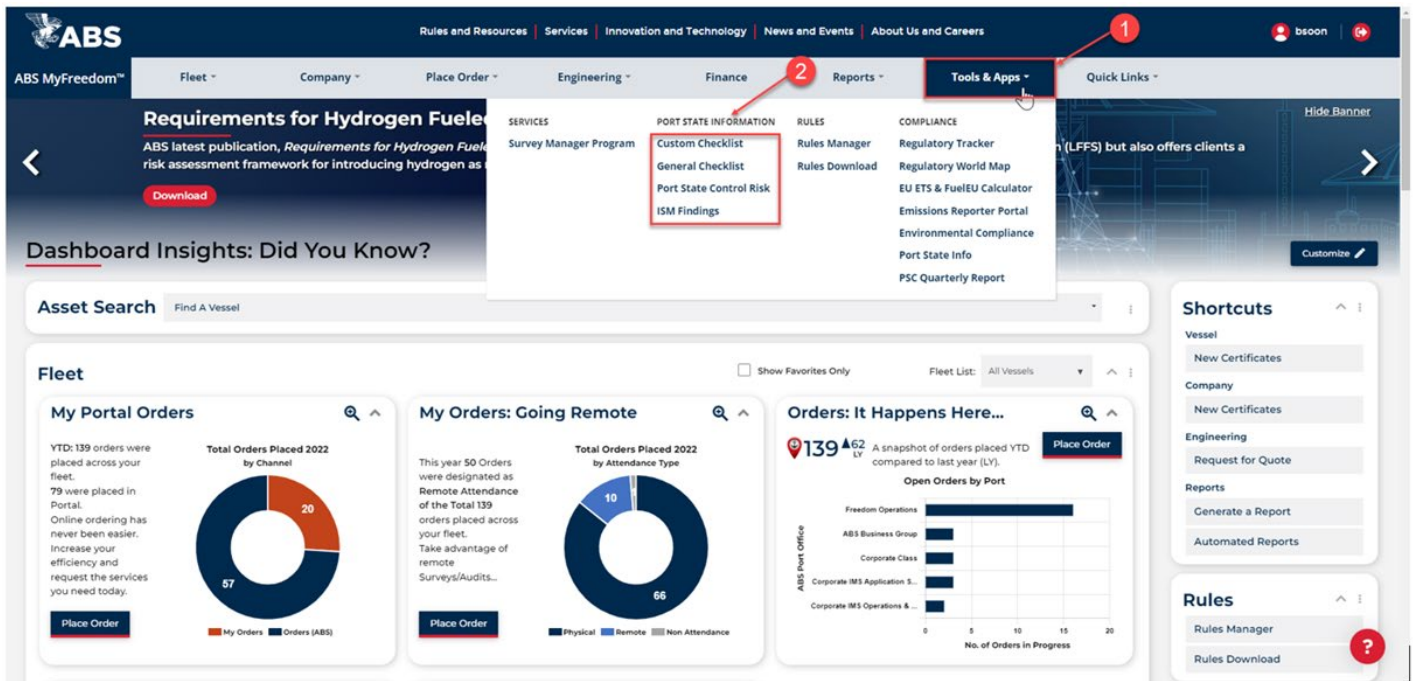 ABS
Rules and Resources | Services | Innovation and Technology | News and Events | About Us and Careers
1
bsoon
ABS MyFreedom™
Fleet
Company
Place Order
Engineering
Finance
2
Reports
Tools & Apps
Quick Links
Requirements for Hydrogen Fuele
ABS latest publication, Requirements for Hydrogen Fuele
risk assessment framework for introducing hydrogen as
Download
Hide Banner
(LFFS) but also offers clients a
SERVICES
Survey Manager Program
PORT STATE INFORMATION
Custom Checklist
General Checklist
Port State Control Risk
ISM Findings
RULES
Rules Manager
Rules Download
COMPLIANCE
Regulatory Tracker
Regulatory World Map
EU ETS & FuelEU Calculator
Emissions Reporter Portal
Environmental Compliance
Port State Info
PSC Quarterly Report
Dashboard Insights: Did You Know?
Customize
Asset Search
Find A Vessel
Fleet
Show Favorites Only
Fleet List:
All Vessels
My Portal Orders
YTD: 139 orders were
placed across your
fleet.
79 were placed in
Portal.
Online ordering has
never been easier.
Increase your
efficiency and
request the services
you need today.
Place Order
Total Orders Placed 2022
by Channel
20
57
My Orders
Orders (ABS)
My Orders: Going Remote
This year 50 Orders
were designated as
Remote Attendance
of the Total 139
orders placed across
your fleet.
Take advantage of
remote
Surveys/Audits...
Place Order
Total Orders Placed 2022
by Attendance Type
10
66
Physical
Remote
Non Attendance
Orders: It Happens Here...
139
62
LY
A snapshot of orders placed YTD
compared to last year (LY).
Place Order
Open Orders by Port
ABS Port Office
Freedom Operations
ABS Business Group
Corporate Class
Corporate IMS Application S...
Corporate IMS Operations & ...
0 5 10 15 20
No. of Orders in Progress
Shortcuts
Vessel
New Certificates
Company
New Certificates
Engineering
Request for Quote
Reports
Generate a Report
Automated Reports
Rules
Rules Manager
Rules Download
?